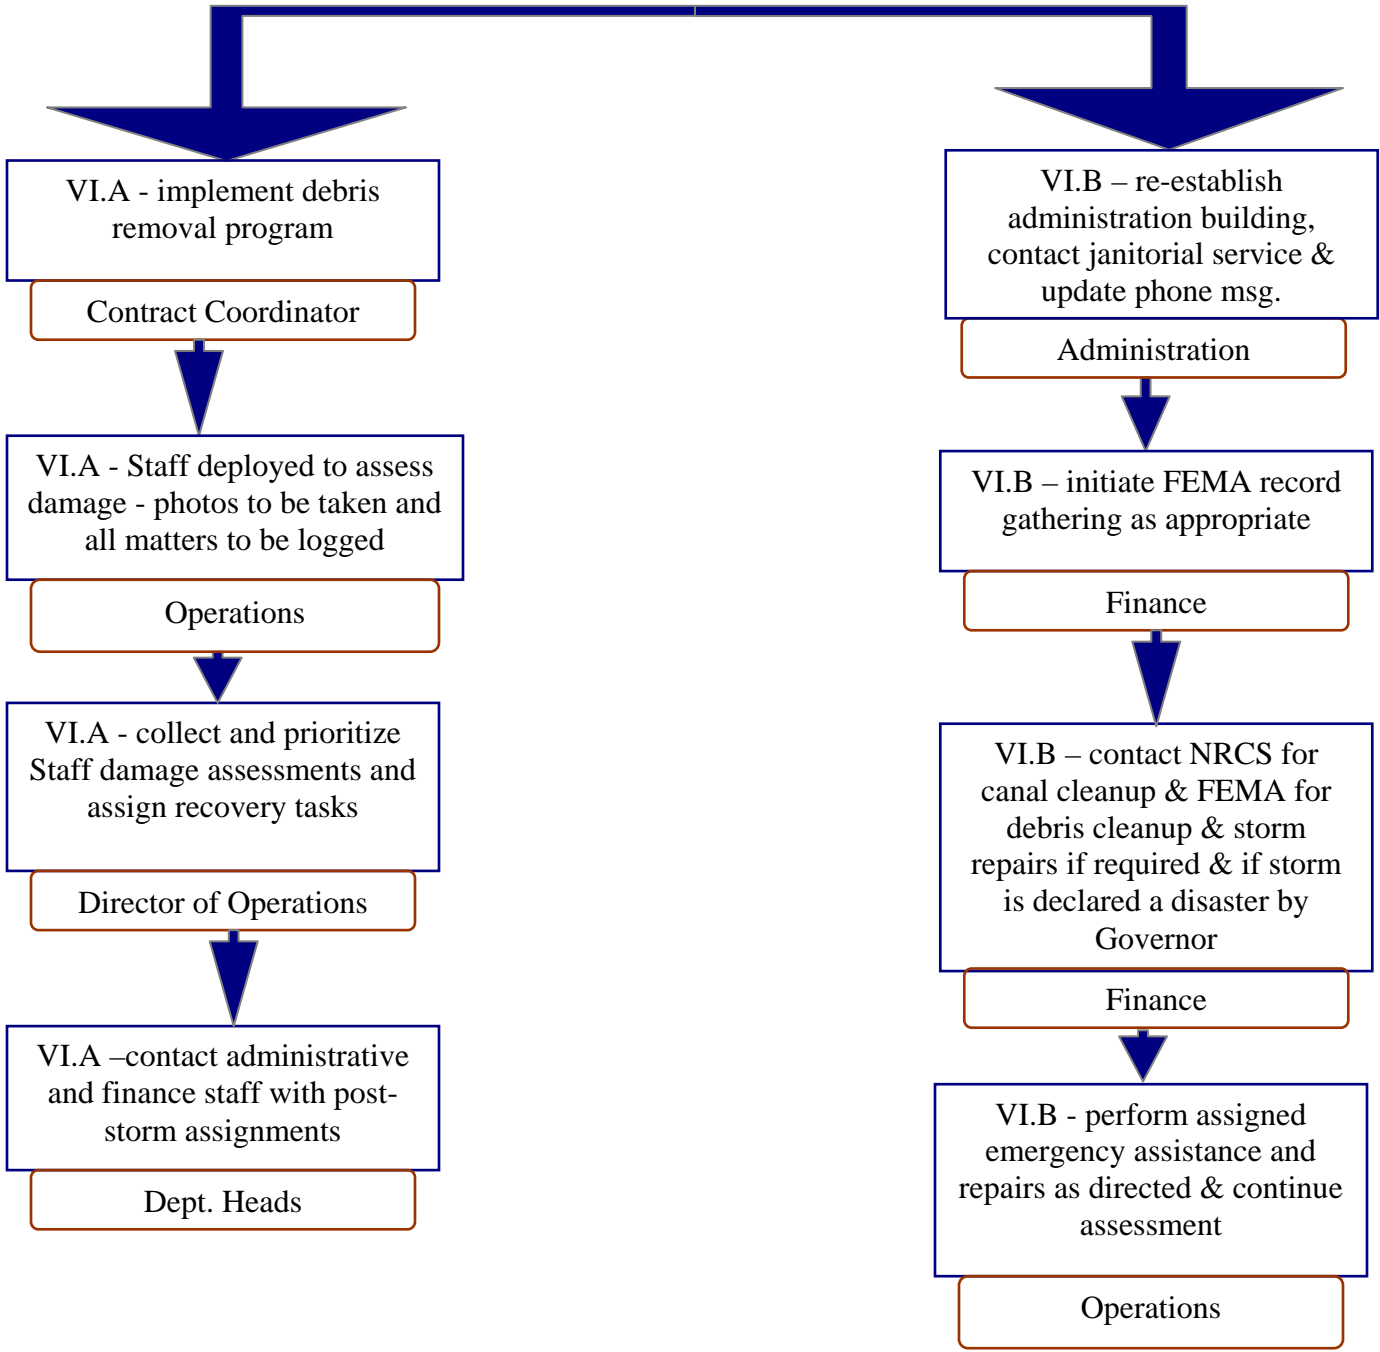 VI.A - implement debris
removal program
Contract Coordinator
VI.A - Staff deployed to assess
damage - photos to be taken and
all matters to be logged
Operations
VI.A - collect and prioritize
Staff damage assessments and
assign recovery tasks
Director of Operations
VI.A –contact administrative
and finance staff with post-
storm assignments
Dept. Heads
VI.B – re-establish
administration building,
contact janitorial service &
update phone msg.
Administration
VI.B – initiate FEMA record
gathering as appropriate
Finance
VI.B – contact NRCS for
canal cleanup & FEMA for
debris cleanup & storm
repairs if required & if storm
is declared a disaster by
Governor
Finance
VI.B - perform assigned
emergency assistance and
repairs as directed & continue
assessment
Operations